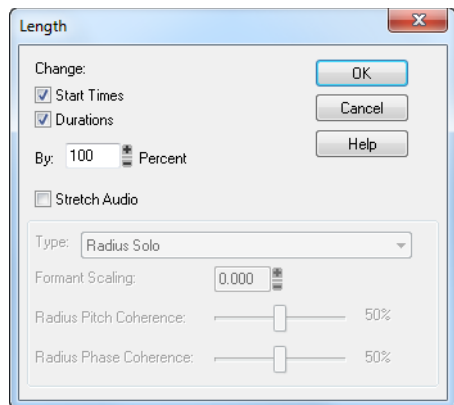 Length
Change:
OK
Start Times
Cancel
Durations
Help
By: 100 Percent
Stretch Audio
Type: Radius Solo
Formant Scaling: 0.000
Radius Pitch Coherence: 50%
Radius Phase Coherence: 50%